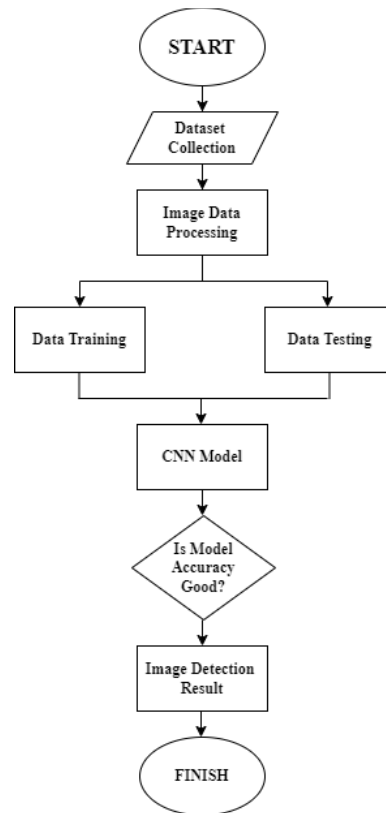 START
Dataset
Collection
Image Data
Processing
Data Training
Data Testing
CNN Model
Is Model
Accuracy
Good?
Image Detection
Result
FINISH